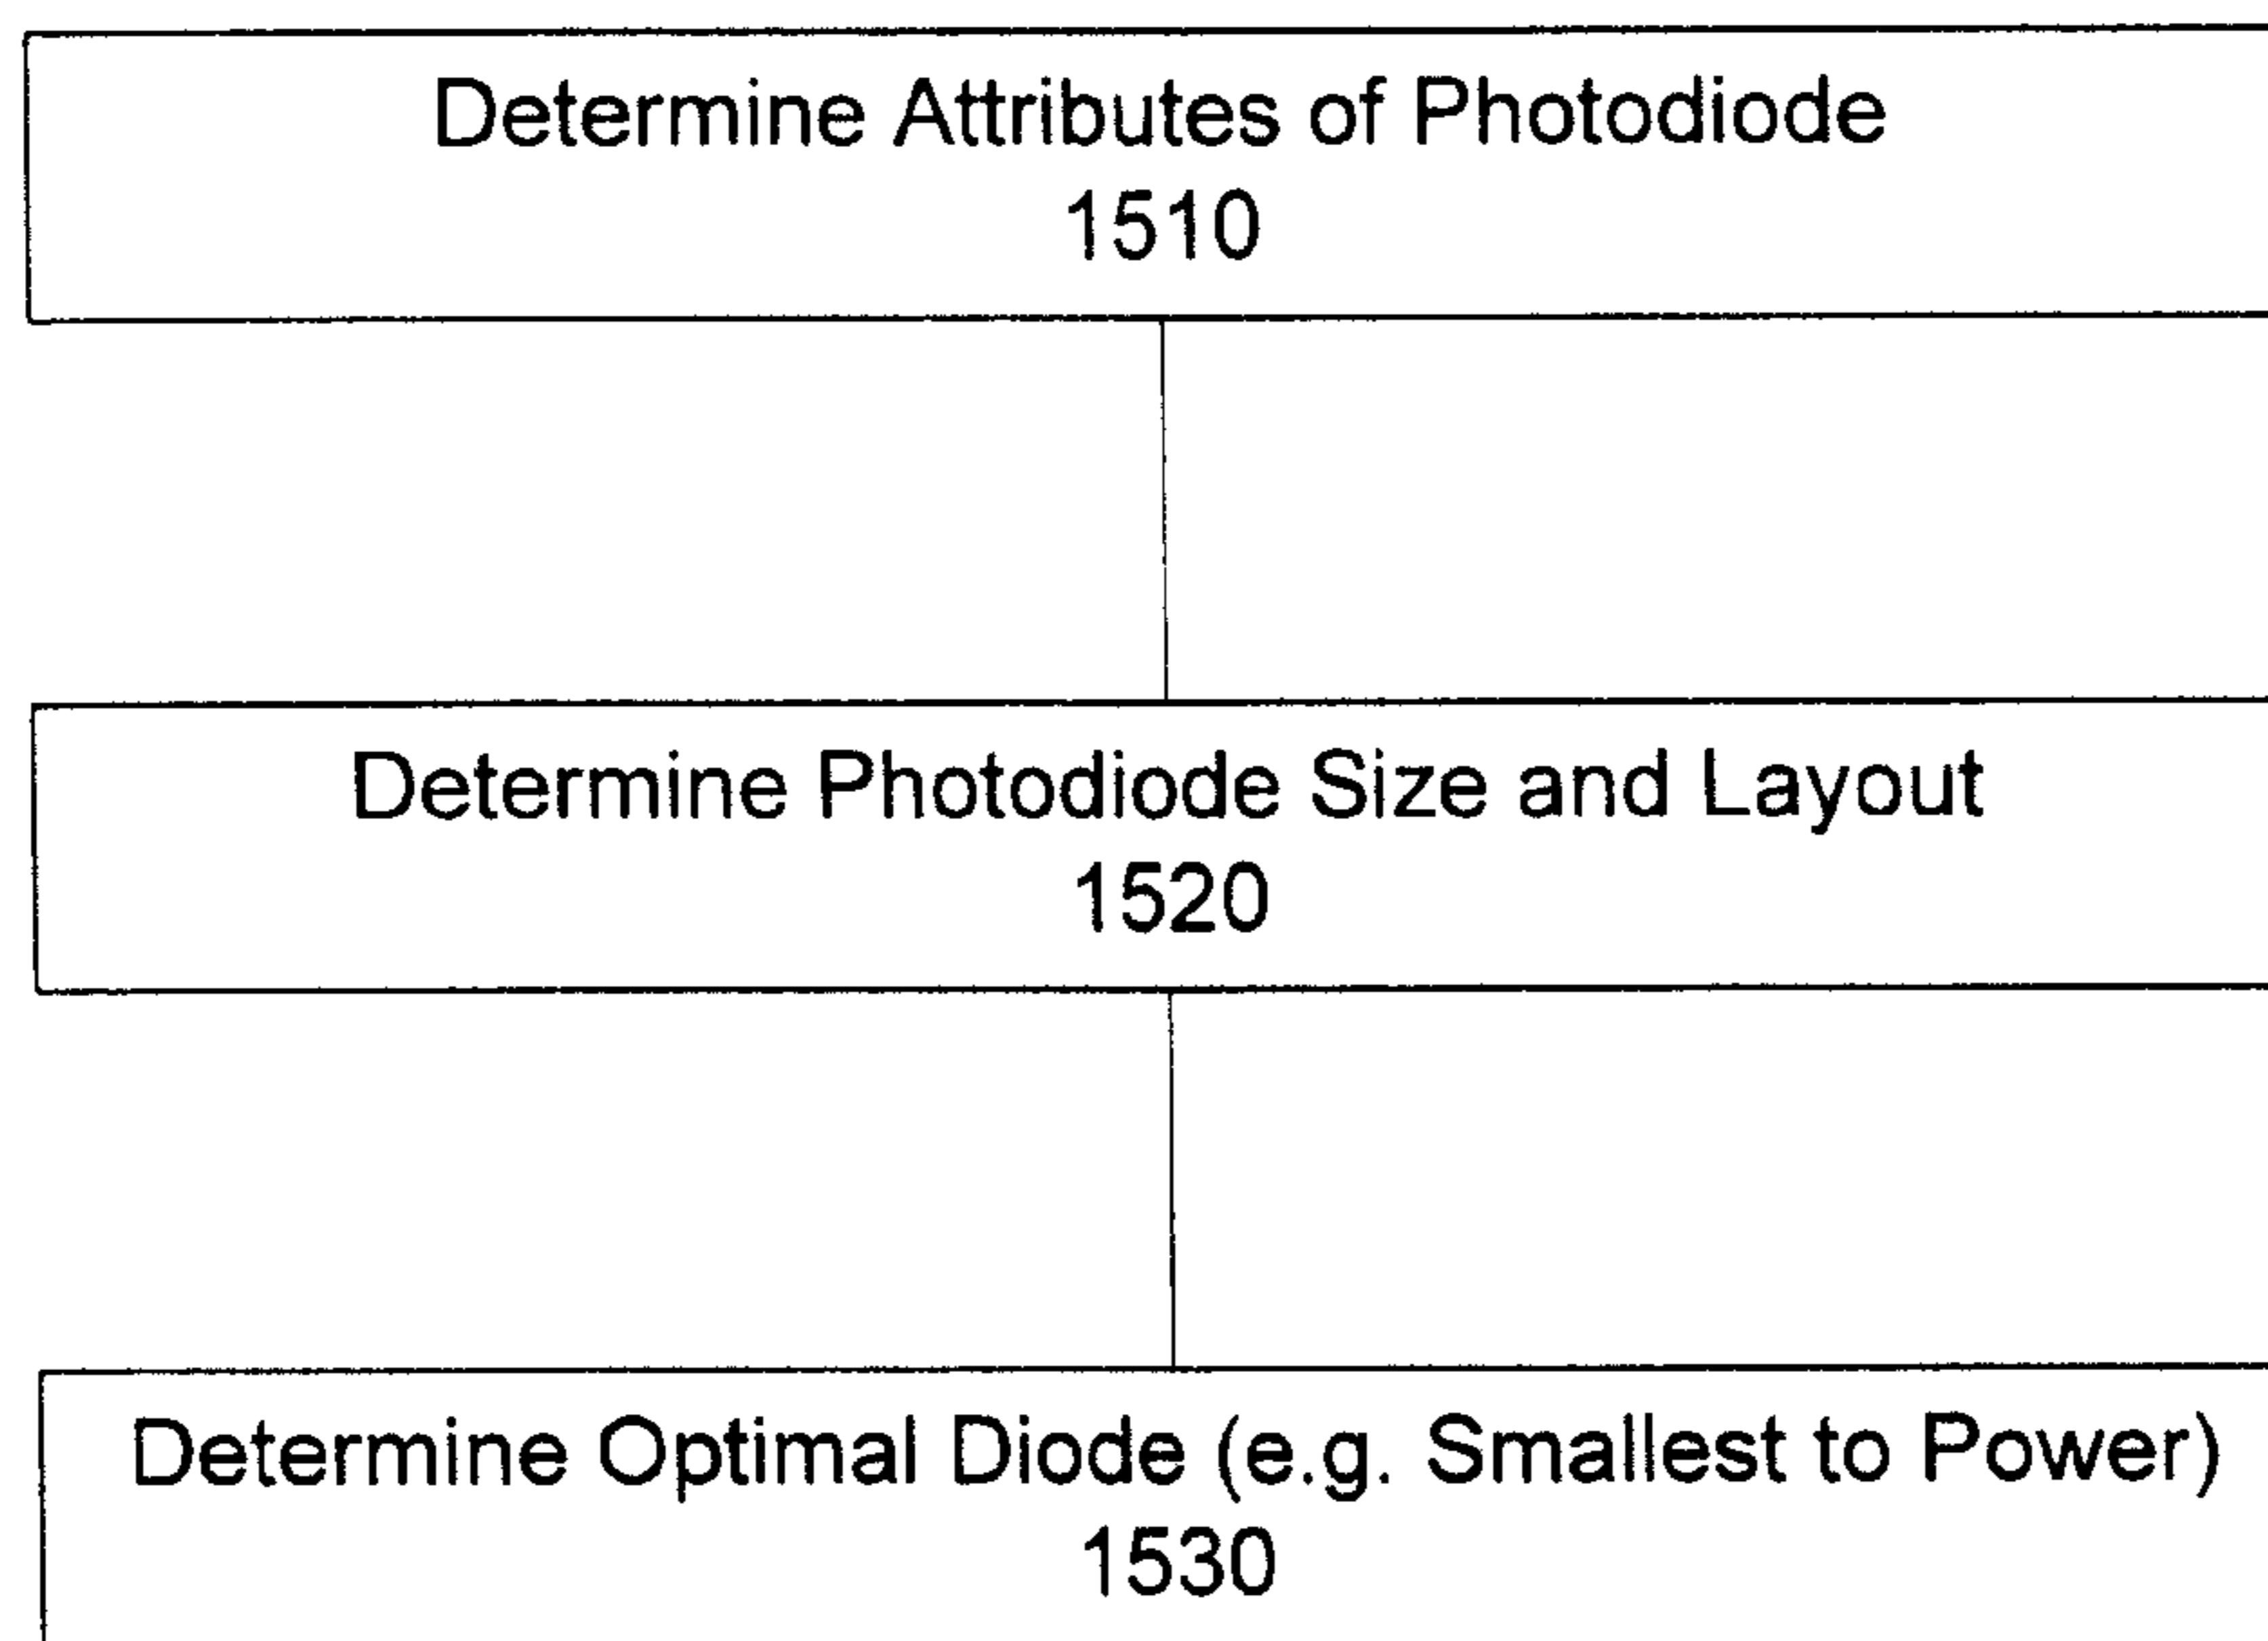 Determine Attributes of Photodiode
1510
Determine Photodiode Size and Layout
1520
Determine Optimal Diode (e.g. Smallest to Power)
1530